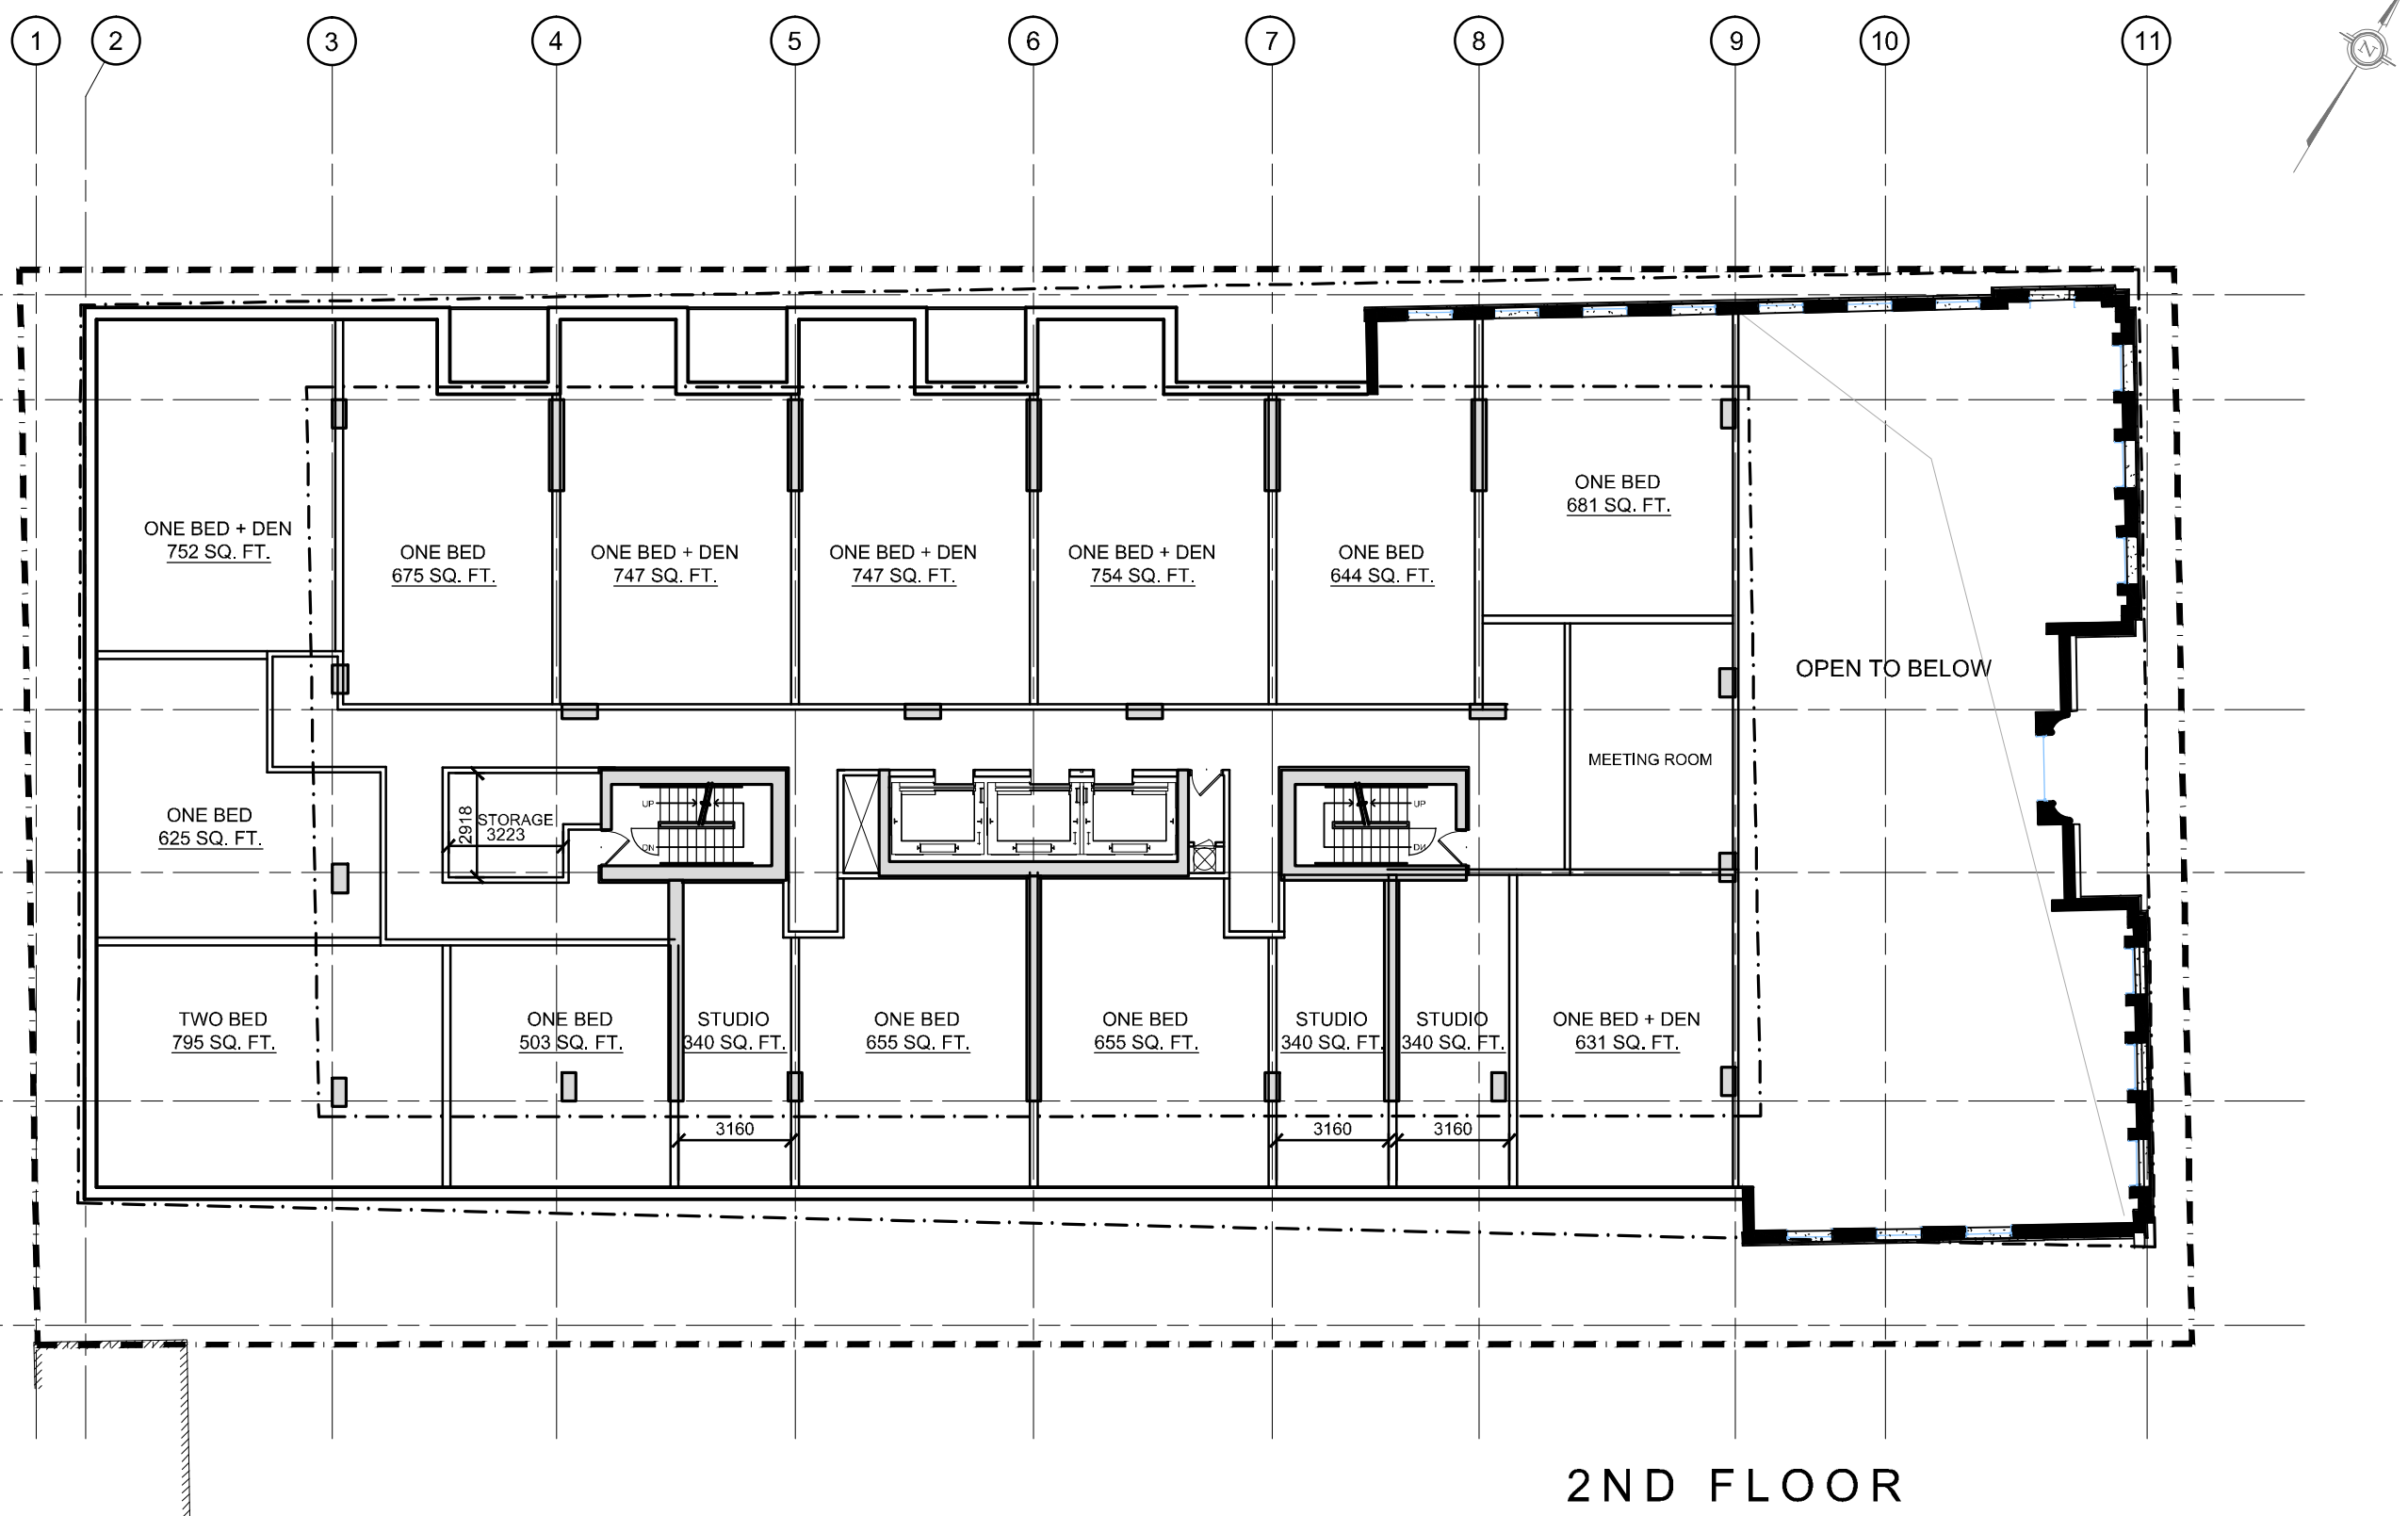 1 2 3 4 5 6 7 8 9 10 11
N
ONE BED + DEN
752 SQ. FT.
ONE BED
675 SQ. FT.
ONE BED + DEN
747 SQ. FT.
ONE BED + DEN
747 SQ. FT.
ONE BED + DEN
754 SQ. FT.
ONE BED
644 SQ. FT.
ONE BED
681 SQ. FT.
OPEN TO BELOW
MEETING ROOM
ONE BED
625 SQ. FT.
2918
STORAGE
3223
UP
DN
UP
DN
TWO BED
795 SQ. FT.
ONE BED
503 SQ. FT.
STUDIO
340 SQ. FT.
ONE BED
655 SQ. FT.
ONE BED
655 SQ. FT.
STUDIO
340 SQ. FT.
STUDIO
340 SQ. FT.
ONE BED + DEN
631 SQ. FT.
3160
3160
3160
2ND FLOOR